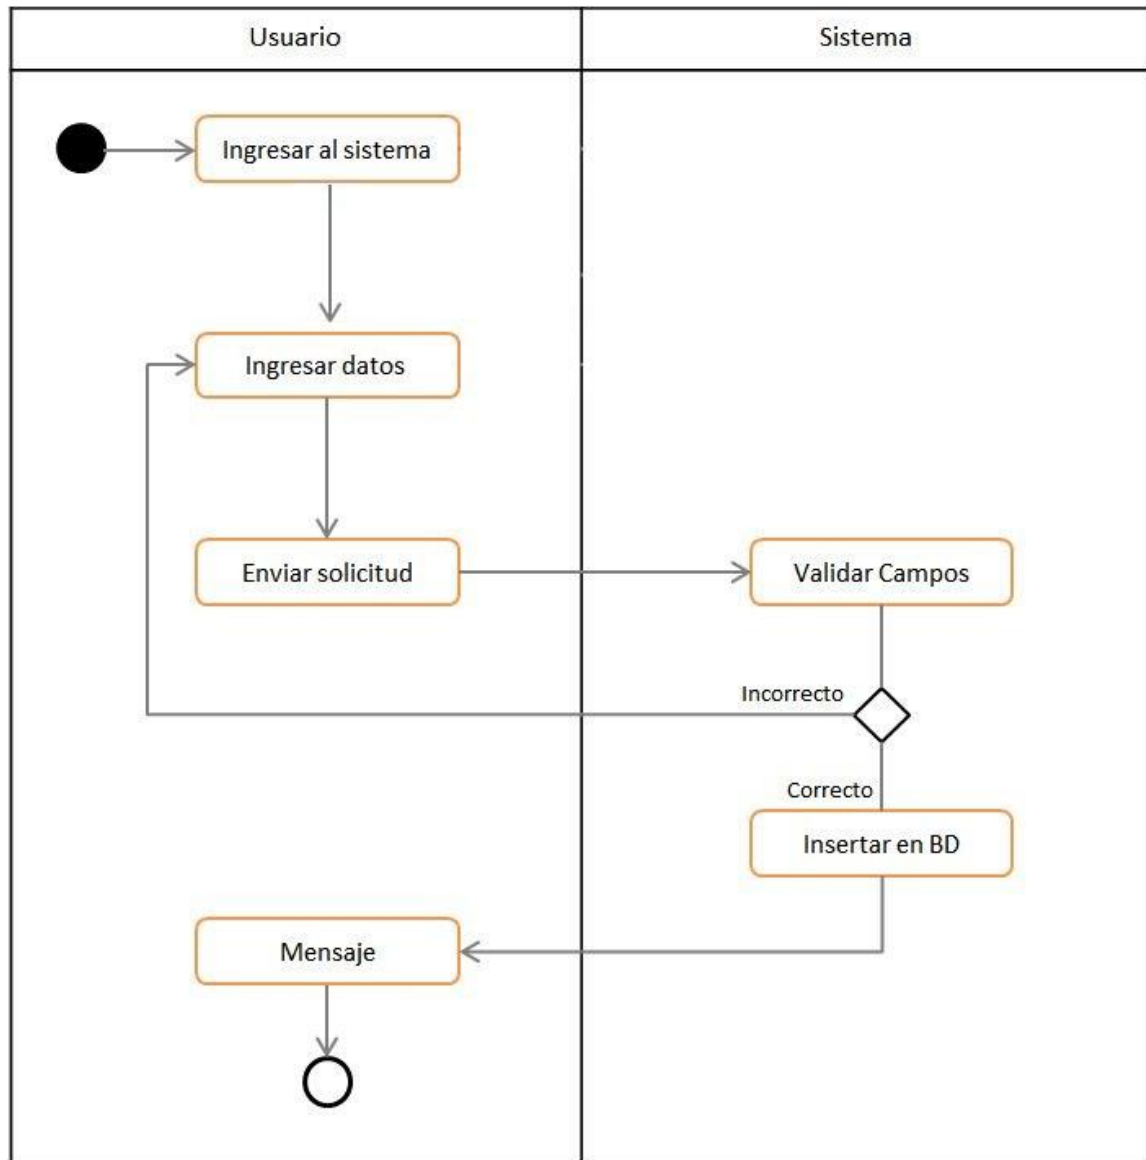 Usuario
Sistema
Ingresar al sistema
Ingresar datos
Enviar solicitud
Validar Campos
Incorrecto
Correcto
Insertar en BD
Mensaje